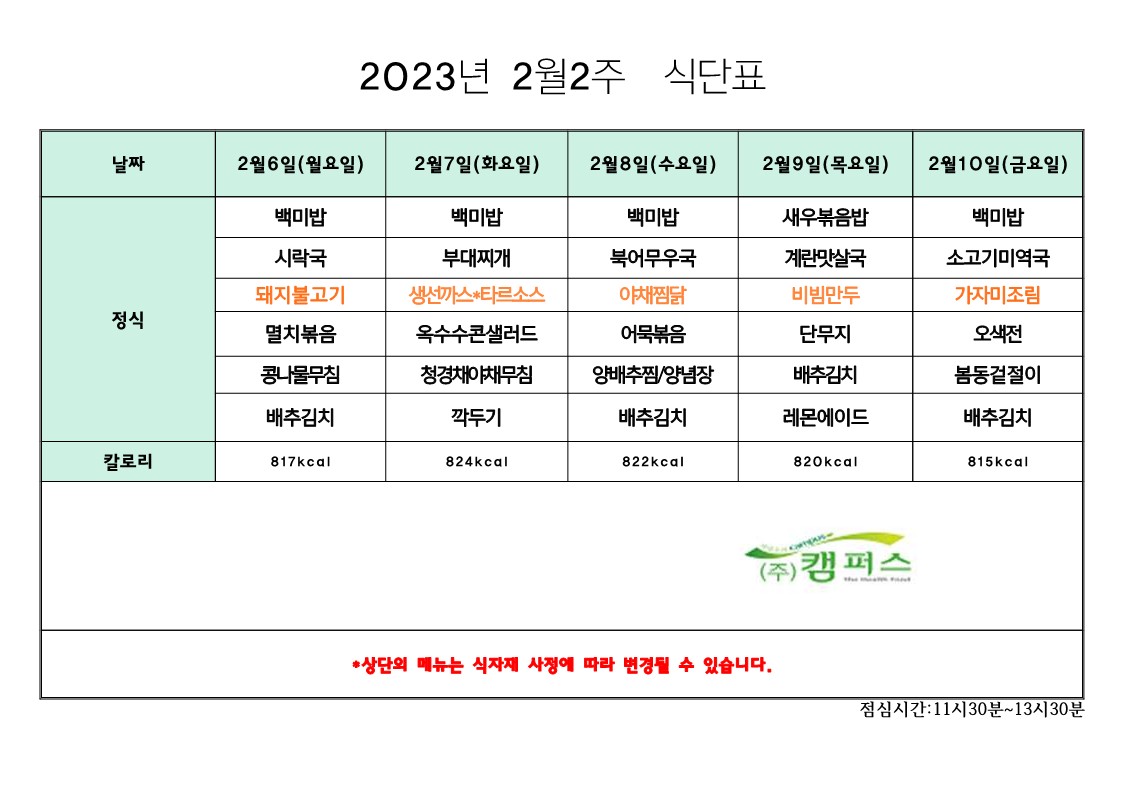 2023년 2월2주 식단표
날짜 2월6일(월요일) 2월7일(화요일) 2월8일(수요일) 2월9일(목요일) 2월10일(금요일)
백미밥 백미밥 백미밥 새우볶음밥 백미밥
시락국 부대찌개 북어무우국 계란맛살국 소고기미역국
돼지불고기 생선까스*타르소스 야채찜닭 비빔만두 가자미조림
정식
멸치볶음 옥수수콘샐러드 어묵볶음 단무지 오색전
콩나물무침 청경채야채무침 양배추찜/양념장 배추김치 봄동겉절이
배추김치 깍두기 배추김치 레몬에이드 배추김치
칼로리 817kcal 824kcal 822kcal 820kcal 815kcal
campus
(주)캠퍼스
*상단의 메뉴는 식자재 사정에 따라 변경될 수 있습니다.
점심시간:11시30분~13시30분